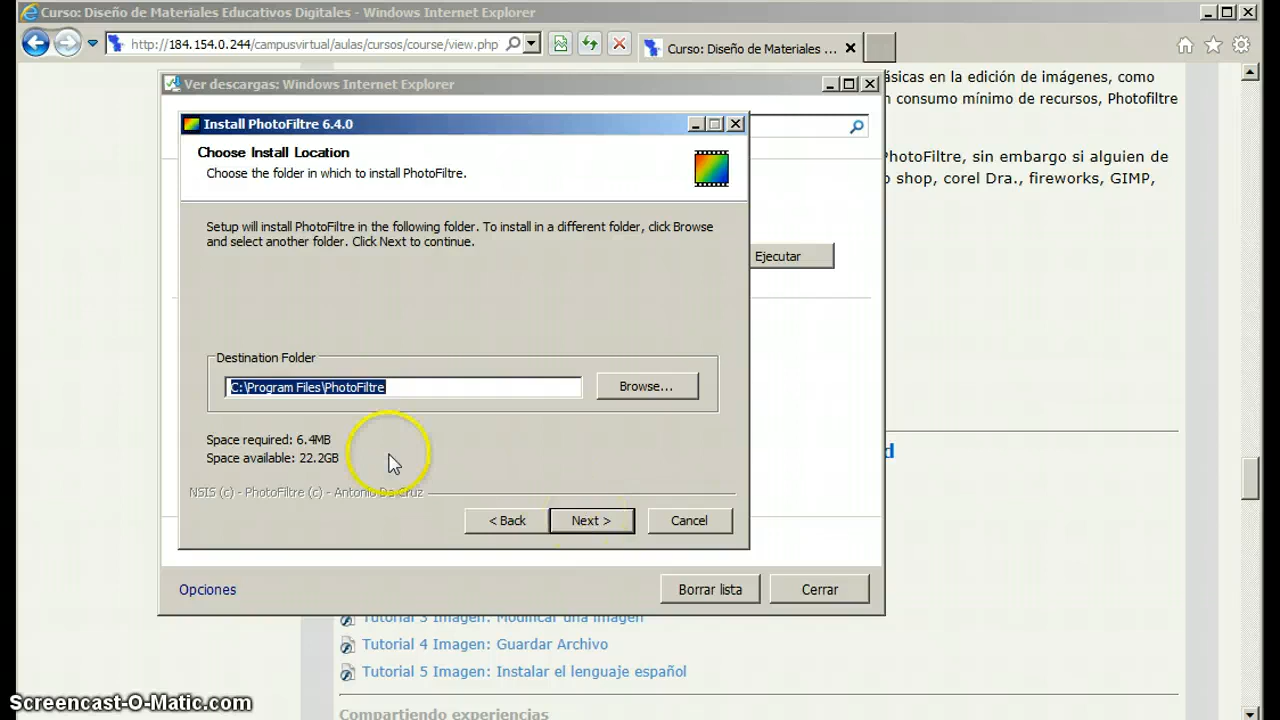 Curso: Diseño de Materiales Educativos Digitales - Windows Internet Explorer
http://184.154.0.244/campusvirtual/aulas/cursos/course/view.php
Curso: Diseño de Materiales ...
ásicas en la edición de imágenes, como
n consumo mínimo de recursos, Photofiltre
PhotoFiltre, sin embargo si alguien de
o shop, corel Dra., fireworks, GIMP,
Ver descargas: Windows Internet Explorer
Install PhotoFiltre 6.4.0
Choose Install Location
Choose the folder in which to install PhotoFiltre.
Setup will install PhotoFiltre in the following folder. To install in a different folder, click Browse
and select another folder. Click Next to continue.
Ejecutar
Destination Folder
C:\Program Files\PhotoFiltre
Browse...
Space required: 6.4MB
Space available: 22.2GB
d
NSIS (c) - PhotoFiltre (c) - Antonio Da Cruz
< Back
Next >
Cancel
Opciones
Borrar lista
Cerrar
Tutorial 3 Imagen: Modificar una imagen
Tutorial 4 Imagen: Guardar Archivo
Tutorial 5 Imagen: Instalar el lenguaje español
Compartiendo experiencias
Screencast-O-Matic.com